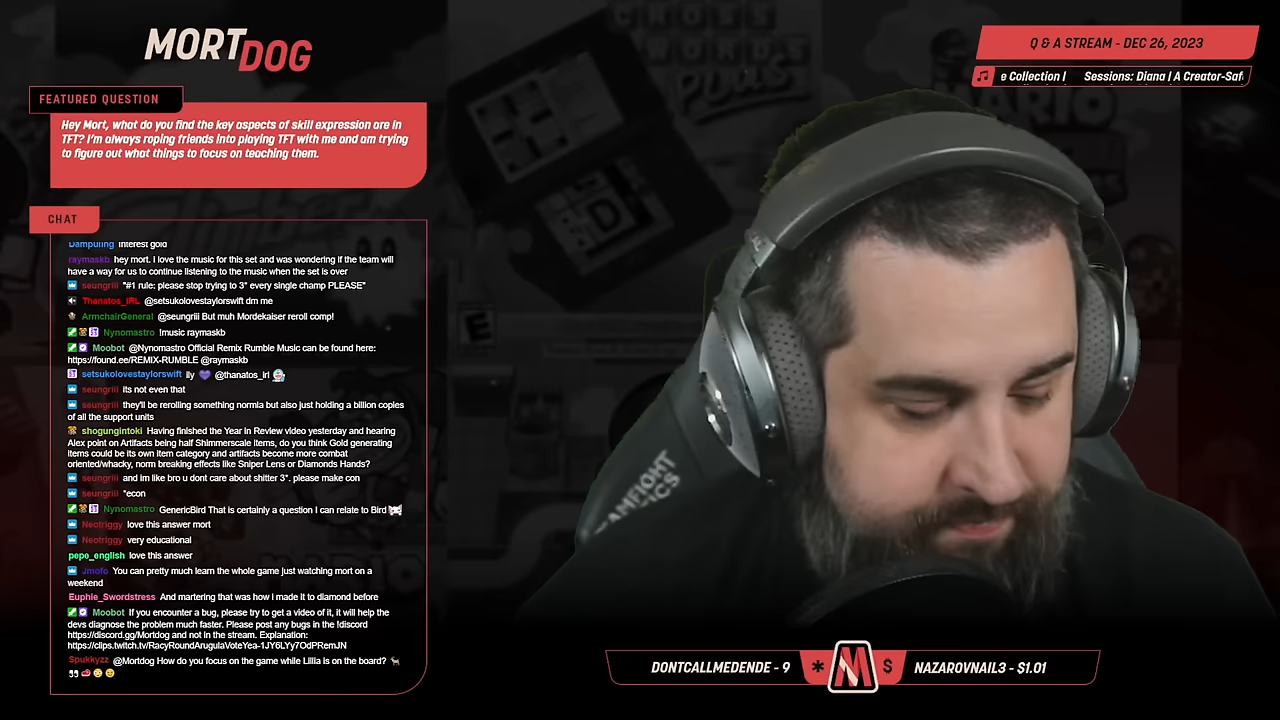 MORTDOG
Q & A STREAM - DEC 26, 2023
e Collection | Sessions: Diana | A Creator-Saf
FEATURED QUESTION
Hey Mort, what do you find the key aspects of skill expression are in
TFT? I'm always roping friends into playing TFT with me and am trying
to figure out what things to focus on teaching them.
CHAT
Dampuling interest gold
raymaskb hey mort. I love the music for this set and was wondering if the team will
have a way for us to continue listening to the music when the set is over
seungriii "#1 rule: please stop trying to 3* every single champ PLEASE"
Thanatos_IRL @setsukolovestaylorswift dm me
ArmchairGeneral @seungriii But muh Mordekaiser reroll comp!
Nynomastro !music raymaskb
Moobot @Nynomastro Official Remix Rumble Music can be found here:
https://found.ee/REMIX-RUMBLE @raymaskb
setsukolovestaylorswift ily @thanatos_irl
seungriii its not even that
seungriii they'll be rerolling something normla but also just holding a billion copies
of all the support units
shogungintoki Having finished the Year In Review video yesterday and hearing
Alex point on Artifacts being half Shimmerscale items, do you think Gold generating
items could be its own item category and artifacts become more combat
oriented/whacky, norm breaking effects like Sniper Lens or Diamonds Hands?
seungriii and im like bro u dont care about shitter 3*. please make con
seungriii *econ
Nynomastro GenericBird That is certainly a question I can relate to Bird
Neotriggy love this answer mort
Neotriggy very educational
pepo_english love this answer
Jmofo You can pretty much learn the whole game just watching mort on a
weekend
Euphie_Swordstress And martering that was how I made it to diamond before
Moobot If you encounter a bug, please try to get a video of it, it will help the
devs diagnose the problem much faster. Please post any bugs in the !discord
https://discord.gg/Mortdog and not in the stream. Explanation:
https://clips.twitch.tv/RacyRoundArugulaVoteYea-1JY6LYy7OdPRemJN
Spukkyzz @Mortdog How do you focus on the game while Lillia is on the board?
DONTCALLMEDENDE - 9 * M $ NAZAROVNAIL3 - $1.01